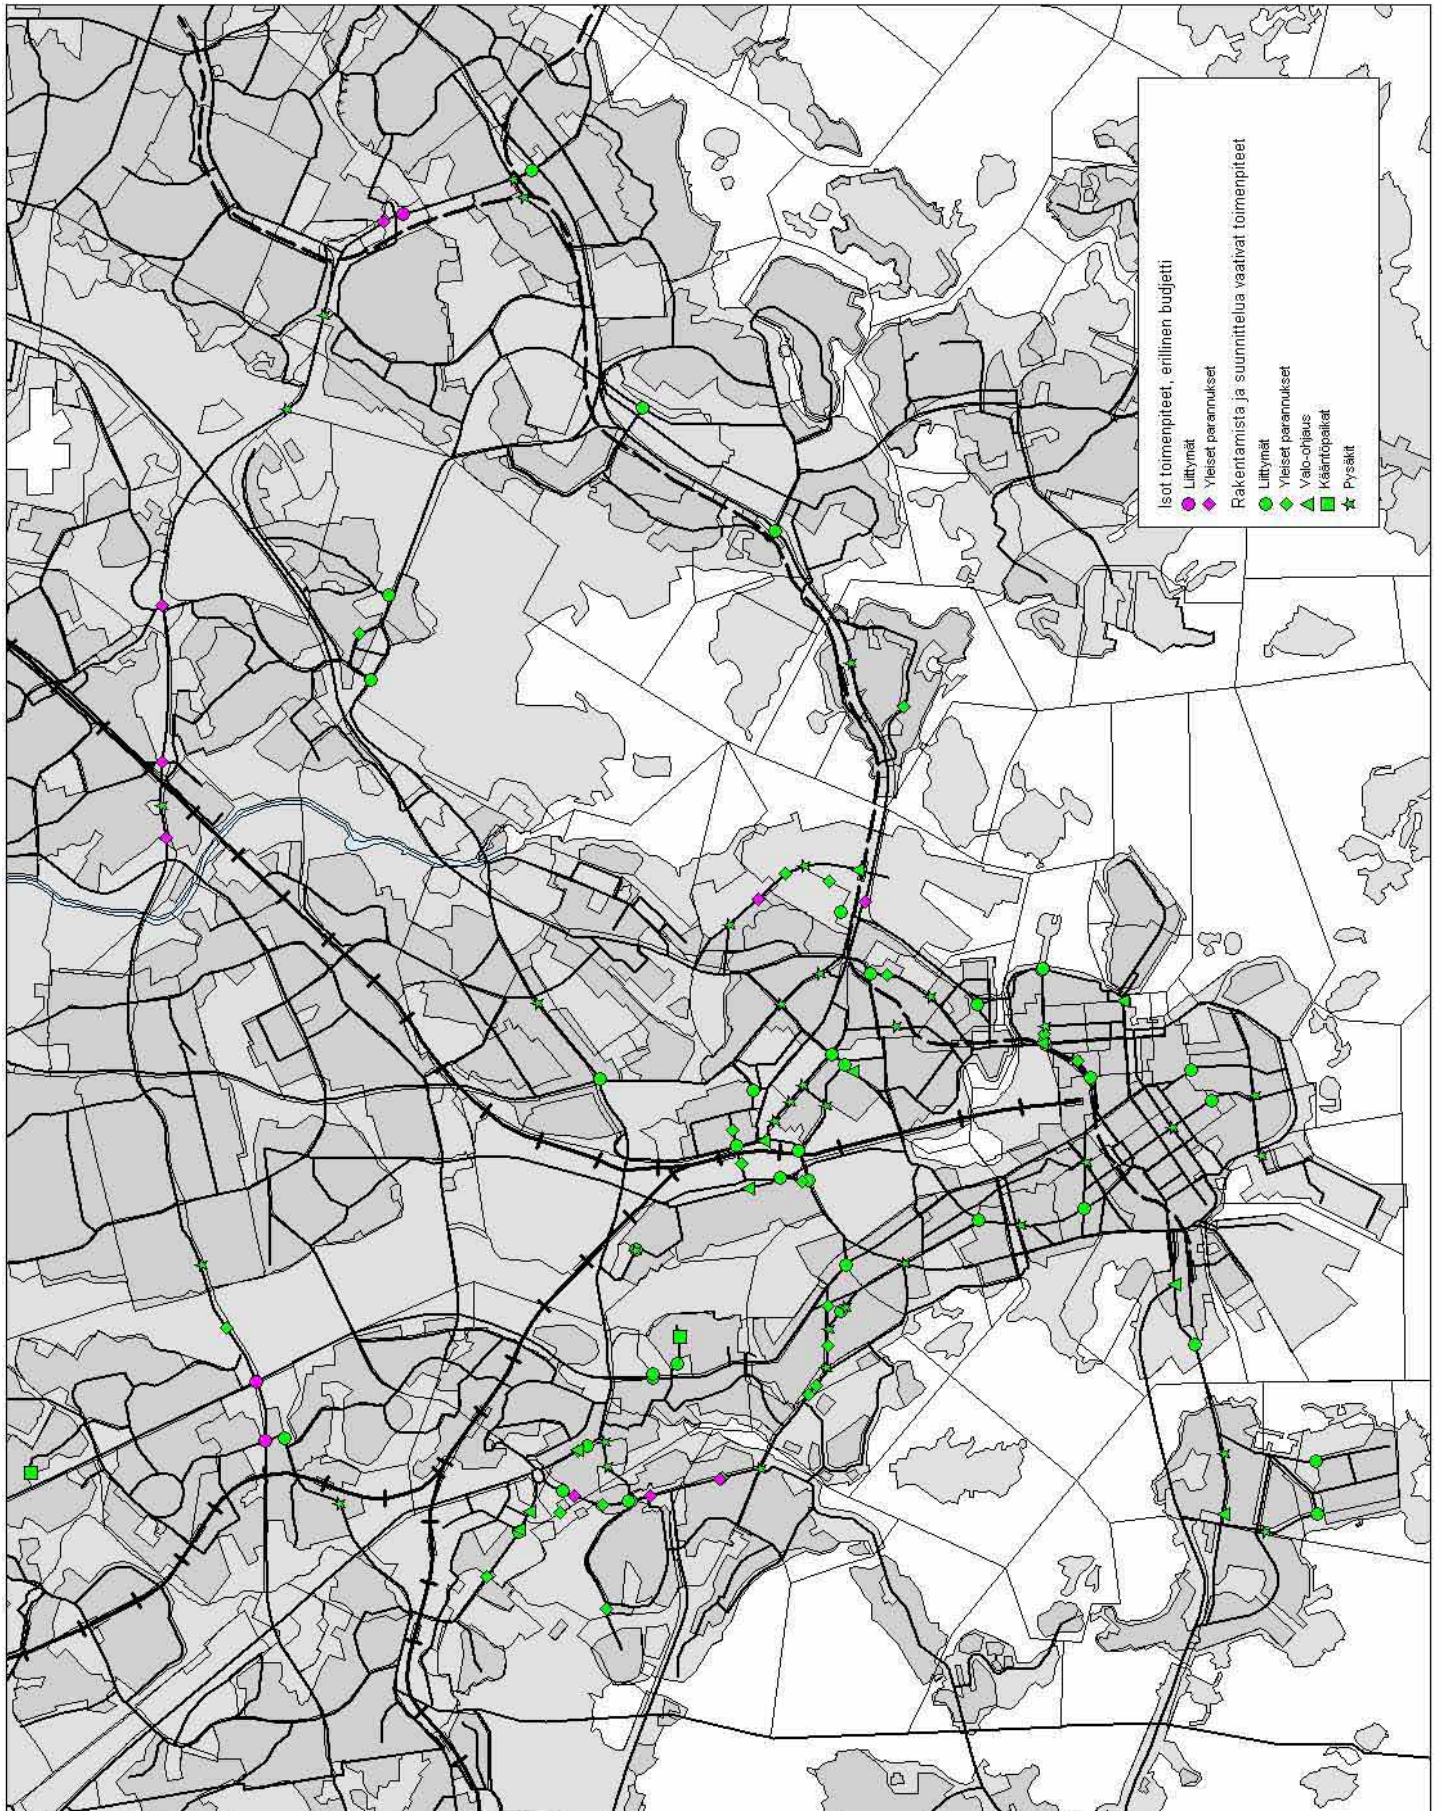 Isot toimenpiteet, erillinen budjetti
Liittymät
Yleiset parannukset
Rakentamista ja suunnittelua vaativat toimenpiteet
Liittymät
Yleiset parannukset
Valo-ohjaus
Kääntöpaikat
Pysäkit